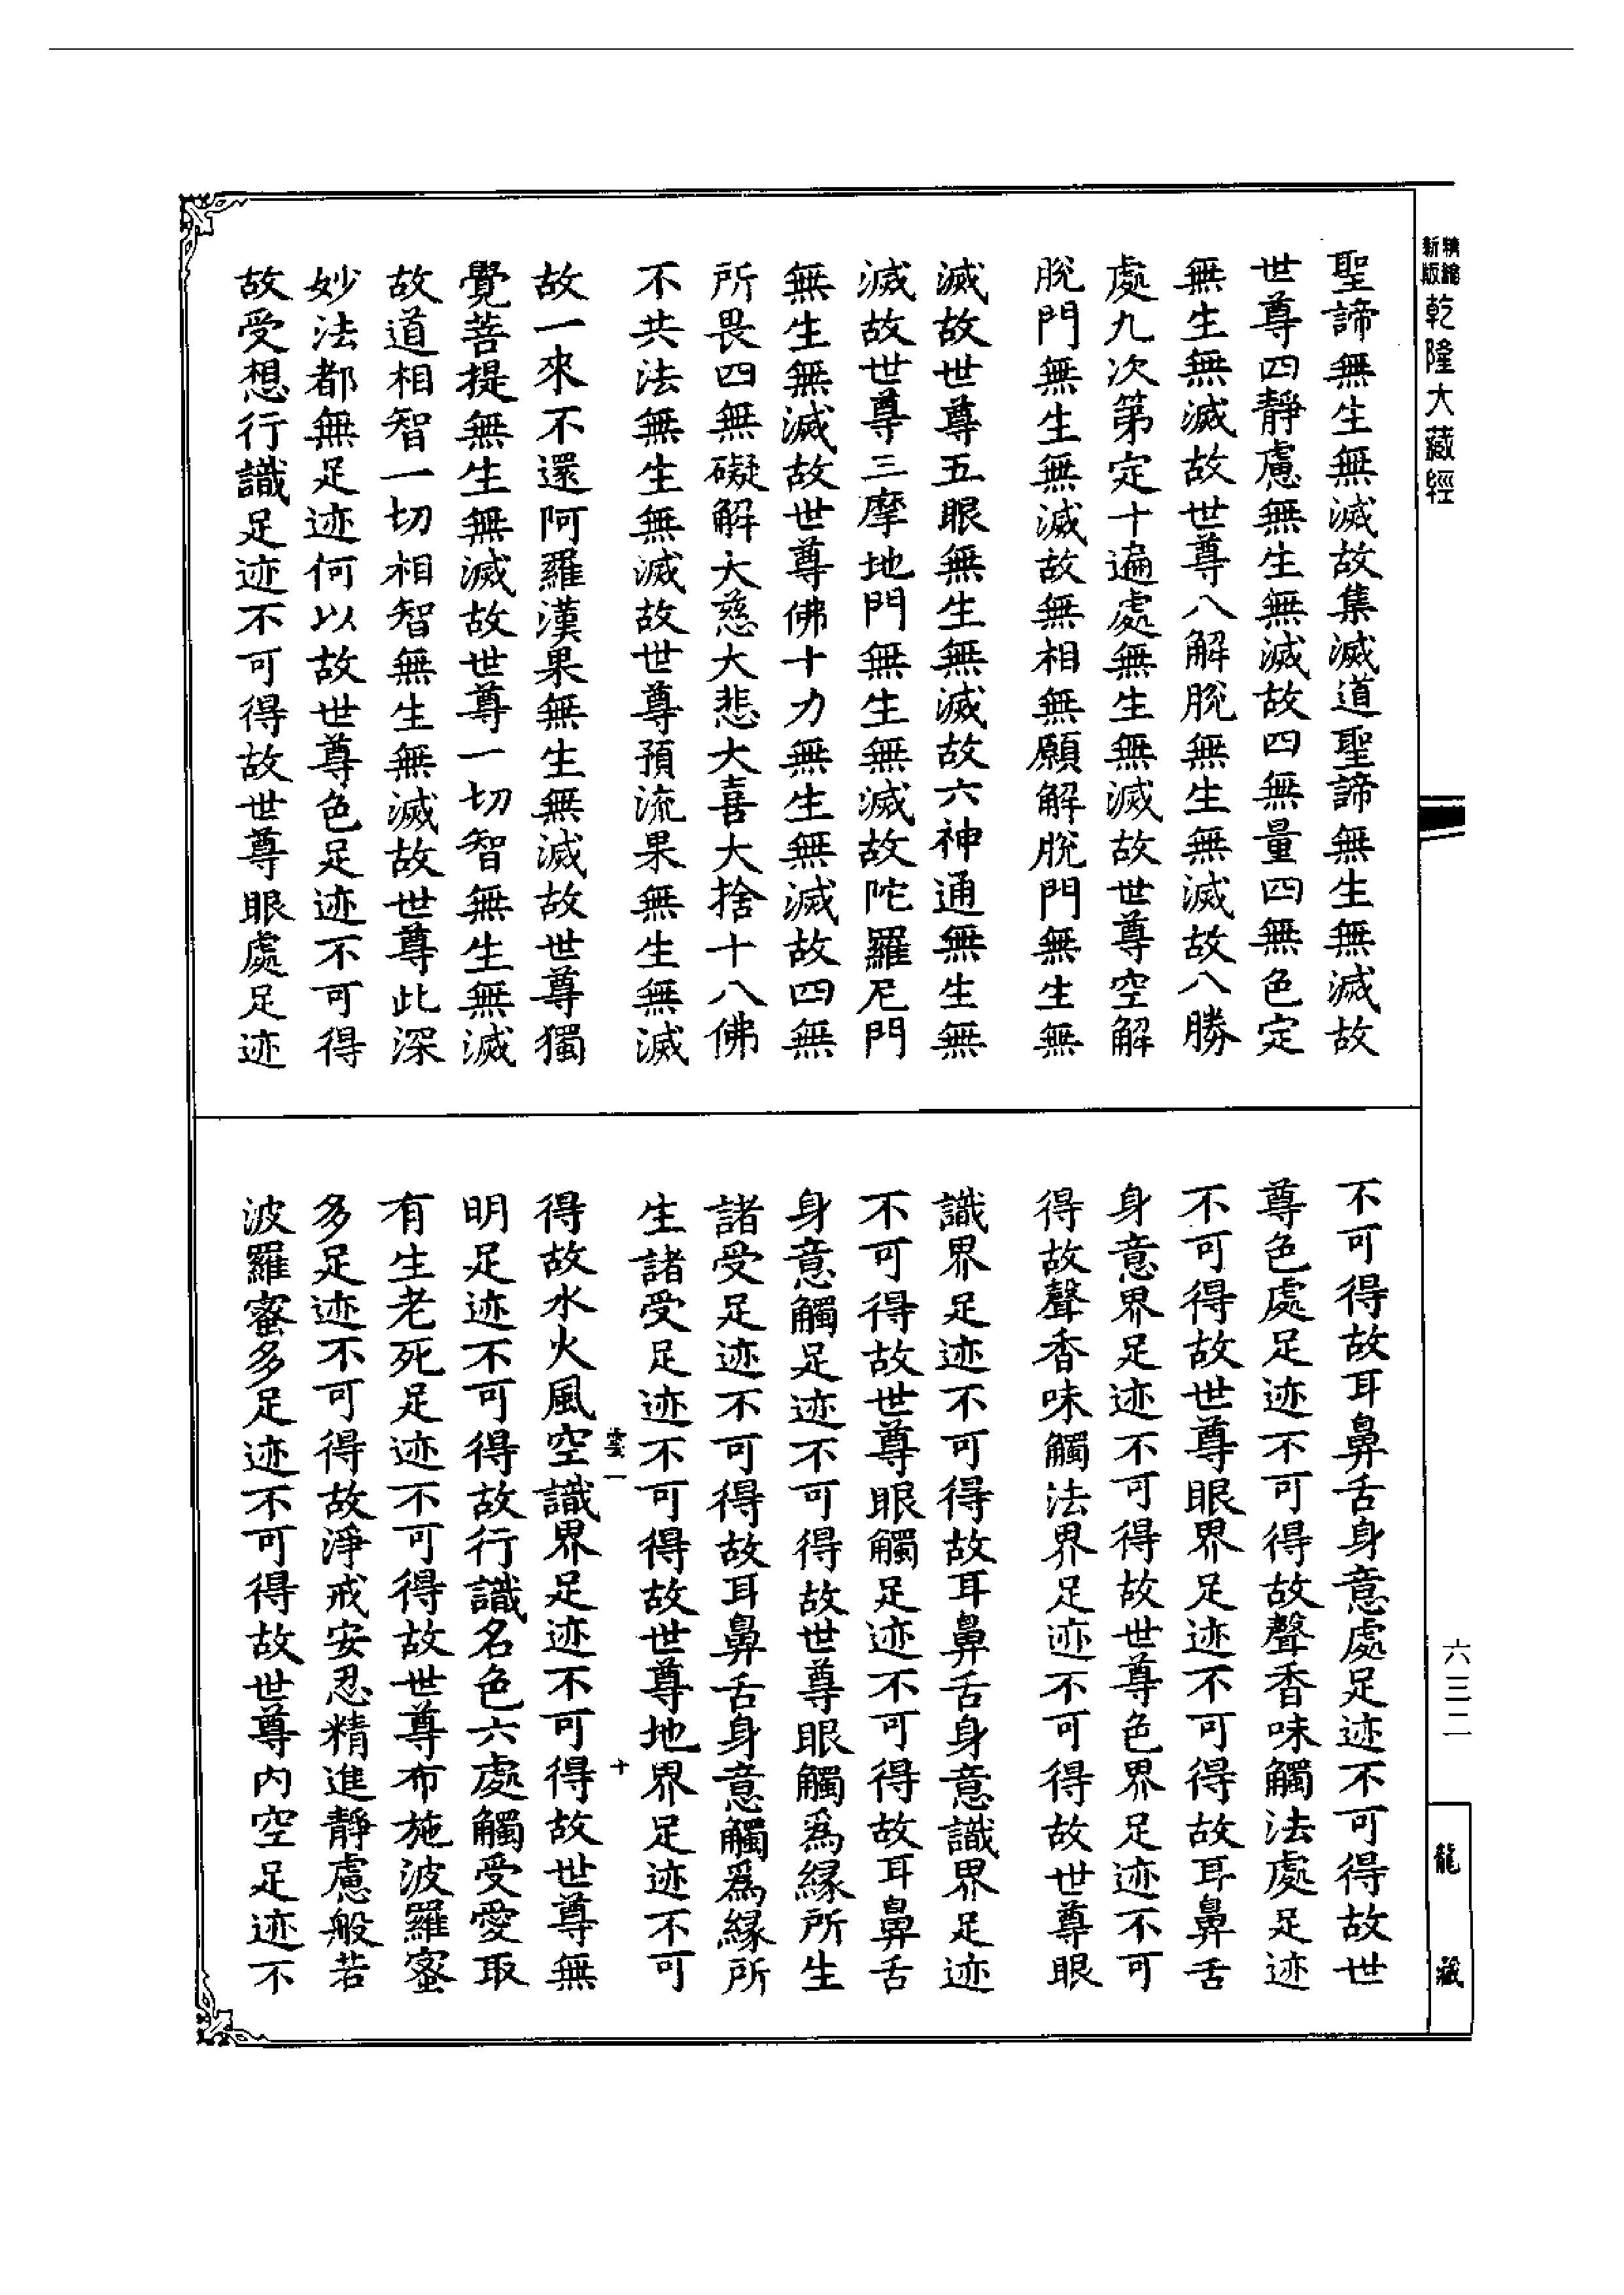 新版精縮乾隆大藏經
聖諦無生無滅故集滅道聖諦無生無滅故
世尊四靜慮無生無滅故四無量四無色定
無生無滅故世尊八解脫無生無滅故八勝
處九次第定十遍處無生無滅故世尊空解
脫門無生無滅故無相無願解脫門無生無
滅故世尊五眼無生無滅故六神通無生無
滅故世尊三摩地門無生無滅故陀羅尼門
無生無滅故世尊佛十力無生無滅故四無
所畏四無礙解大慈大悲大喜大捨十八佛
不共法無生無滅故世尊預流果無生無滅
故一來不還阿羅漢果無生無滅故世尊獨
覺菩提無生無滅故世尊一切智無生無滅
故道相智一切相智無生無滅故世尊此深
妙法都無足迹何以故世尊色足迹不可得
故受想行識足迹不可得故世尊眼處足迹
不可得故耳鼻舌身意處足迹不可得故世
尊色處足迹不可得故聲香味觸法處足迹
不可得故世尊眼界足迹不可得故耳鼻舌
身意界足迹不可得故世尊色界足迹不可
得故聲香味觸法界足迹不可得故世尊眼
識界足迹不可得故耳鼻舌身意識界足迹
不可得故世尊眼觸足迹不可得故耳鼻舌
身意觸足迹不可得故世尊眼觸爲緣所生
諸受足迹不可得故耳鼻舌身意觸爲緣所
生諸受足迹不可得故世尊地界足迹不可
雲一 十
得故水火風空識界足迹不可得故世尊無
明足迹不可得故行識名色六處觸受愛取
有生老死足迹不可得故世尊布施波羅蜜
多足迹不可得故淨戒安忍精進靜慮般若
波羅蜜多足迹不可得故世尊內空足迹不
六三二
龍藏